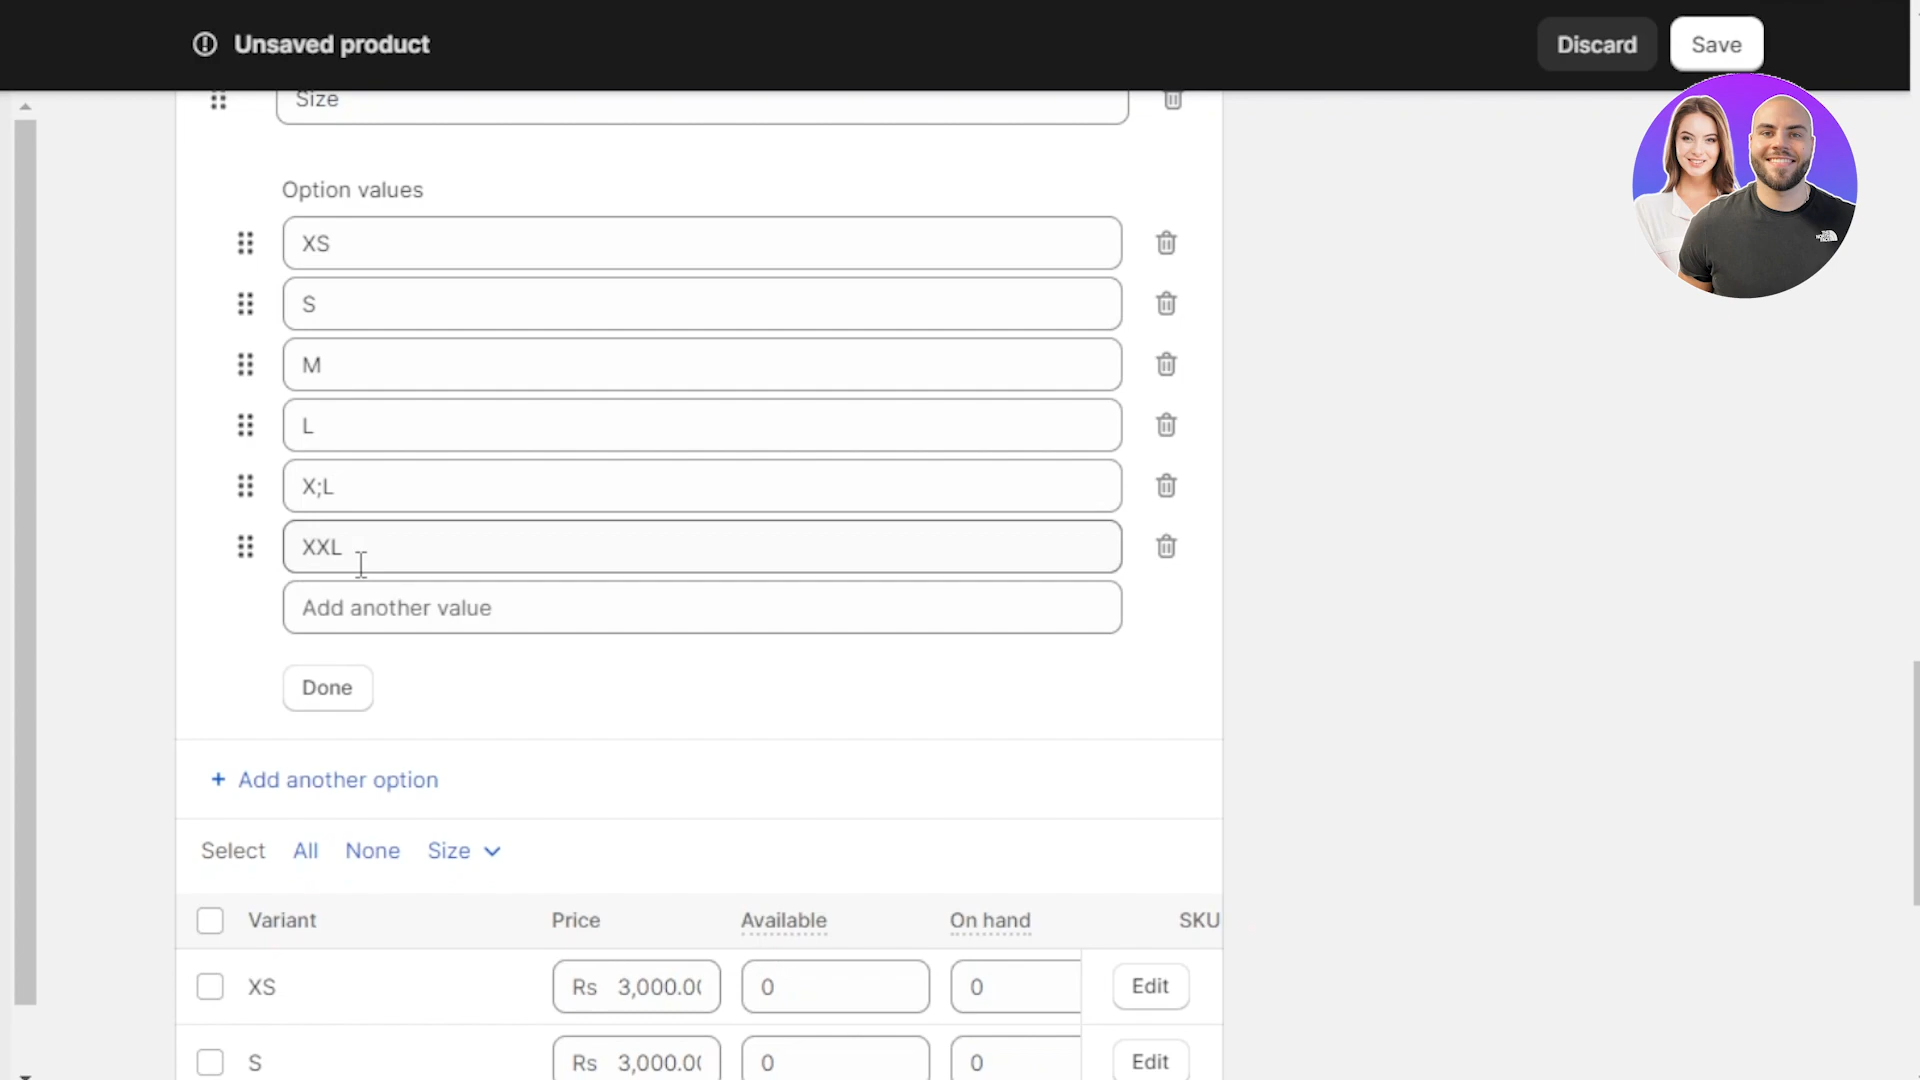 Unsaved product
Discard
Save
Size
Option values
XS
S
M
L
X;L
XXL
Add another value
Done
+ Add another option
Select All None Size
Variant Price Available On hand SKU
XS Rs 3,000.0 0 0 Edit
S Rs 3,000.0 0 0 Edit